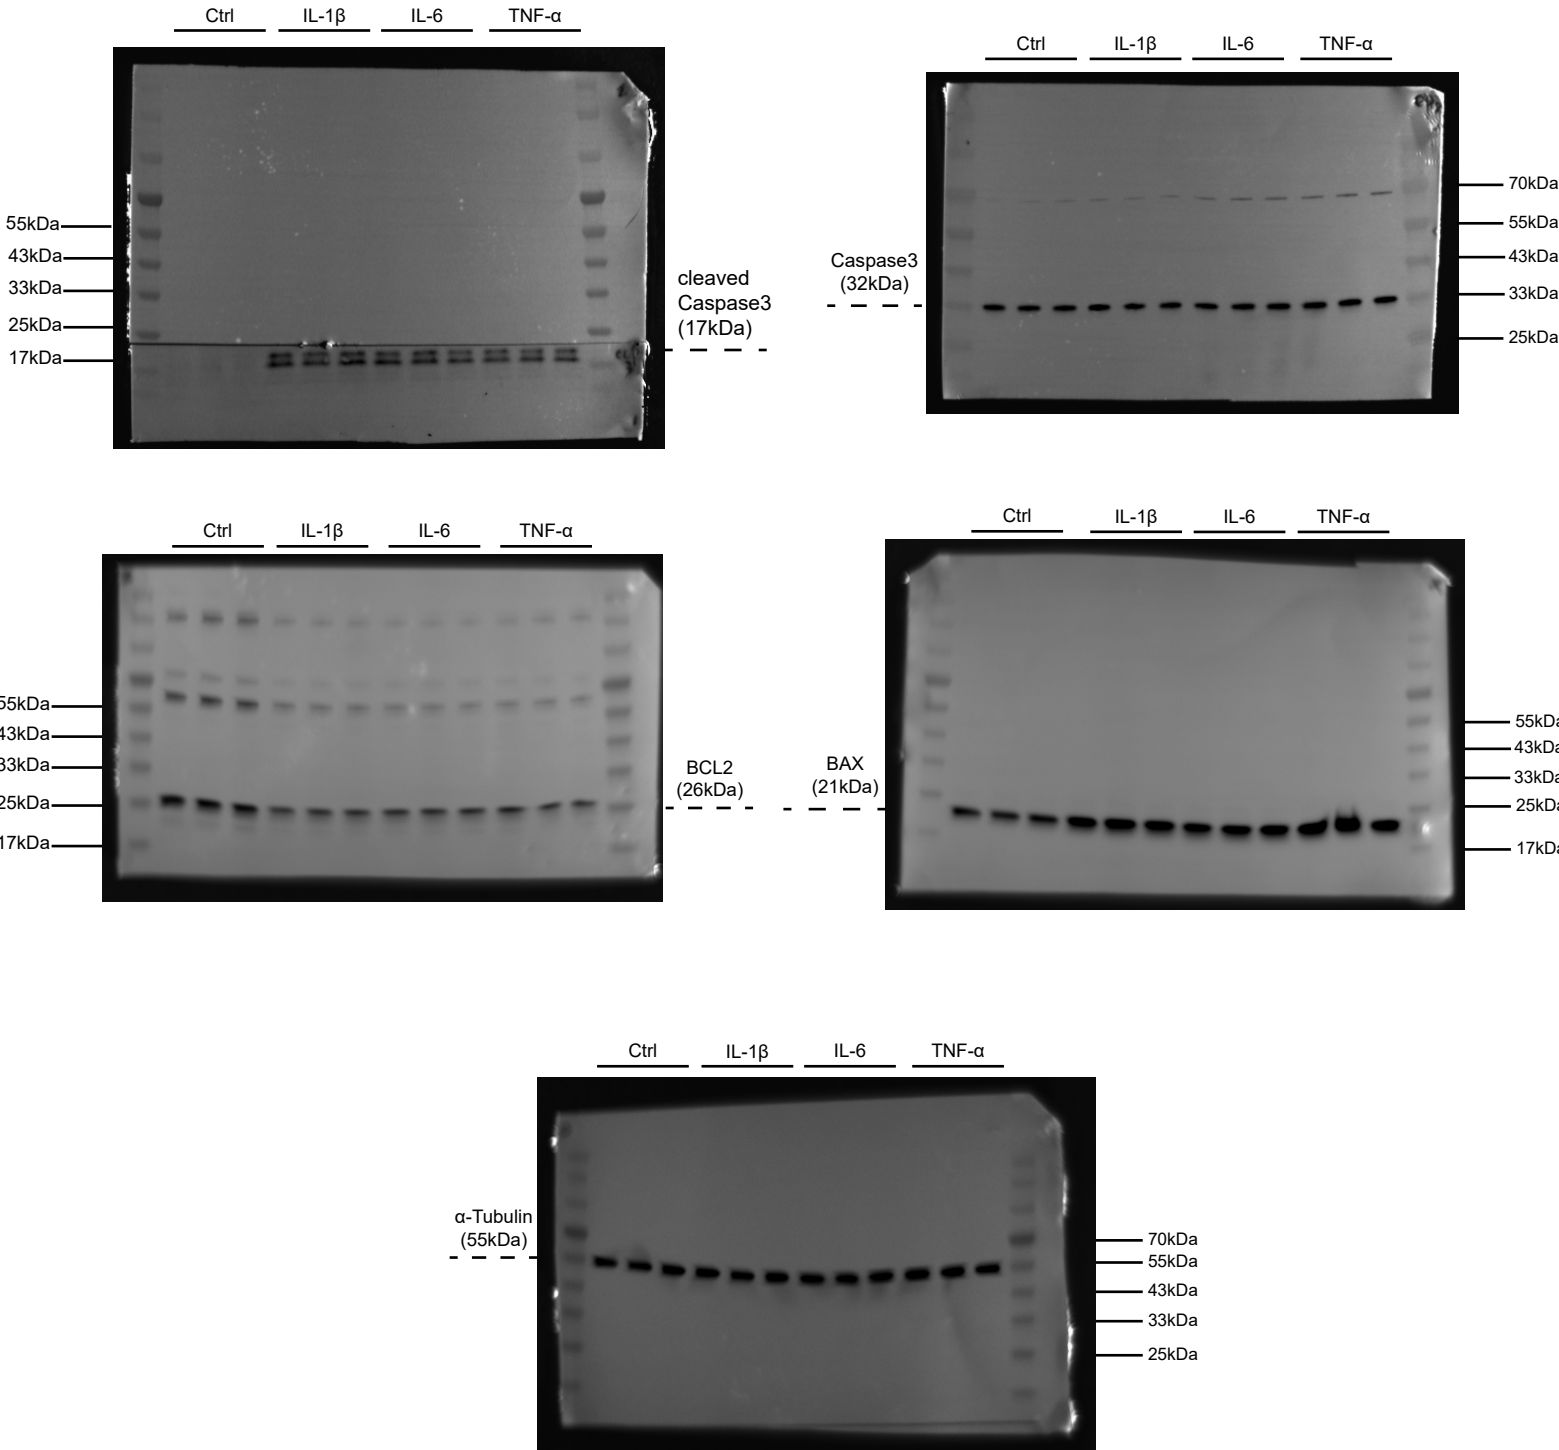 Ctrl IL-1β IL-6 TNF-α
55kDa
43kDa
33kDa
25kDa
17kDa
cleaved
Caspase3
(17kDa)
Ctrl IL-1β IL-6 TNF-α
Caspase3
(32kDa)
70kDa
55kDa
43kDa
33kDa
25kDa
Ctrl IL-1β IL-6 TNF-α
55kDa
43kDa
33kDa
25kDa
17kDa
BCL2
(26kDa)
Ctrl IL-1β IL-6 TNF-α
BAX
(21kDa)
55kDa
43kDa
33kDa
25kDa
17kDa
Ctrl IL-1β IL-6 TNF-α
α-Tubulin
(55kDa)
70kDa
55kDa
43kDa
33kDa
25kDa